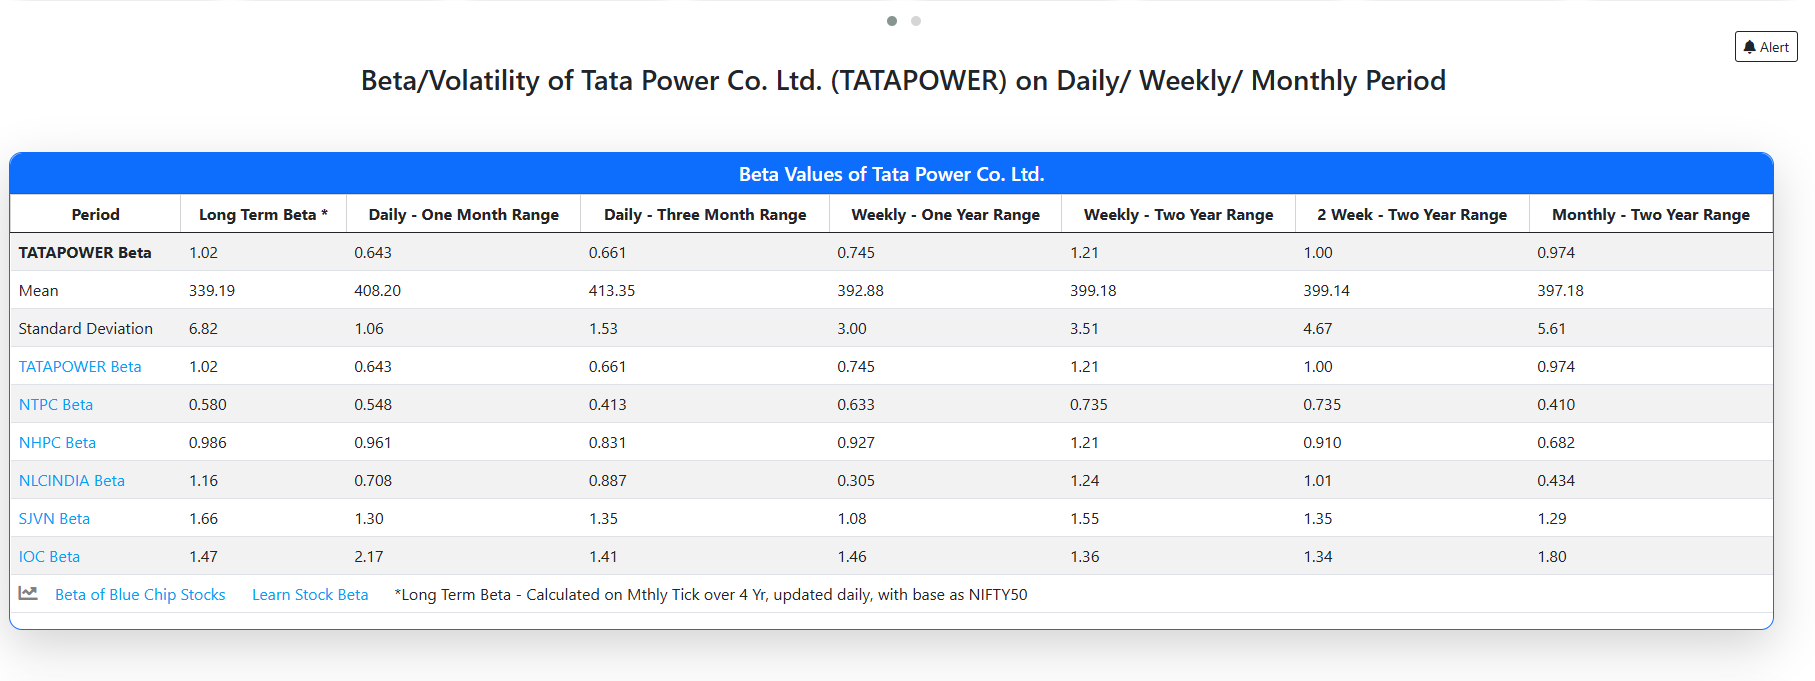 Alert
Beta/Volatility of Tata Power Co. Ltd. (TATAPOWER) on Daily/ Weekly/ Monthly Period
Beta Values of Tata Power Co. Ltd.
Period Long Term Beta * Daily - One Month Range Daily - Three Month Range Weekly - One Year Range Weekly - Two Year Range 2 Week - Two Year Range Monthly - Two Year Range
TATAPOWER Beta 1.02 0.643 0.661 0.745 1.21 1.00 0.974
Mean 339.19 408.20 413.35 392.88 399.18 399.14 397.18
Standard Deviation 6.82 1.06 1.53 3.00 3.51 4.67 5.61
TATAPOWER Beta 1.02 0.643 0.661 0.745 1.21 1.00 0.974
NTPC Beta 0.580 0.548 0.413 0.633 0.735 0.735 0.410
NHPC Beta 0.986 0.961 0.831 0.927 1.21 0.910 0.682
NLCINDIA Beta 1.16 0.708 0.887 0.305 1.24 1.01 0.434
SJVN Beta 1.66 1.30 1.35 1.08 1.55 1.35 1.29
IOC Beta 1.47 2.17 1.41 1.46 1.36 1.34 1.80
Beta of Blue Chip Stocks Learn Stock Beta *Long Term Beta - Calculated on Mthly Tick over 4 Yr, updated daily, with base as NIFTY50